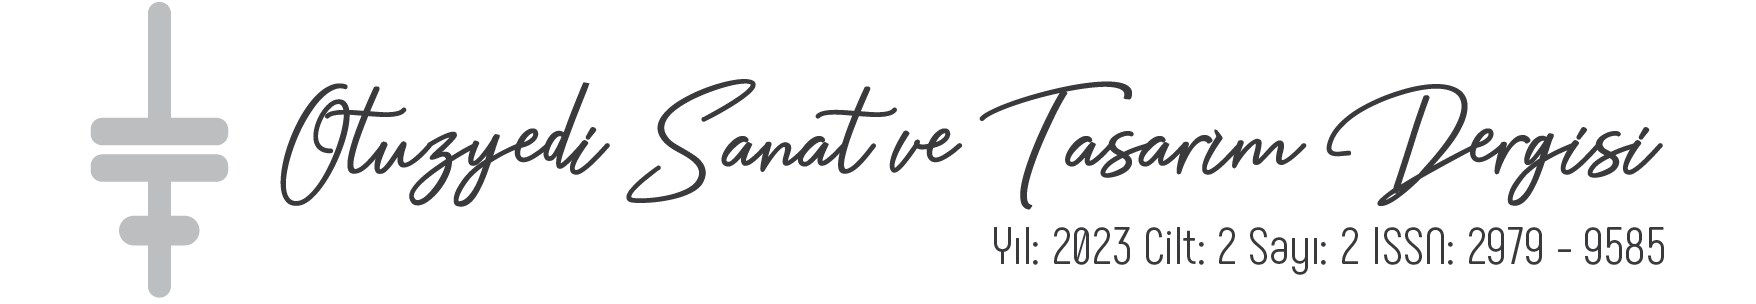 Otuzyedi Sanat ve Tasarım Dergisi
Yıl: 2023 Cilt: 2 Sayı: 2 ISSN: 2979 - 9585